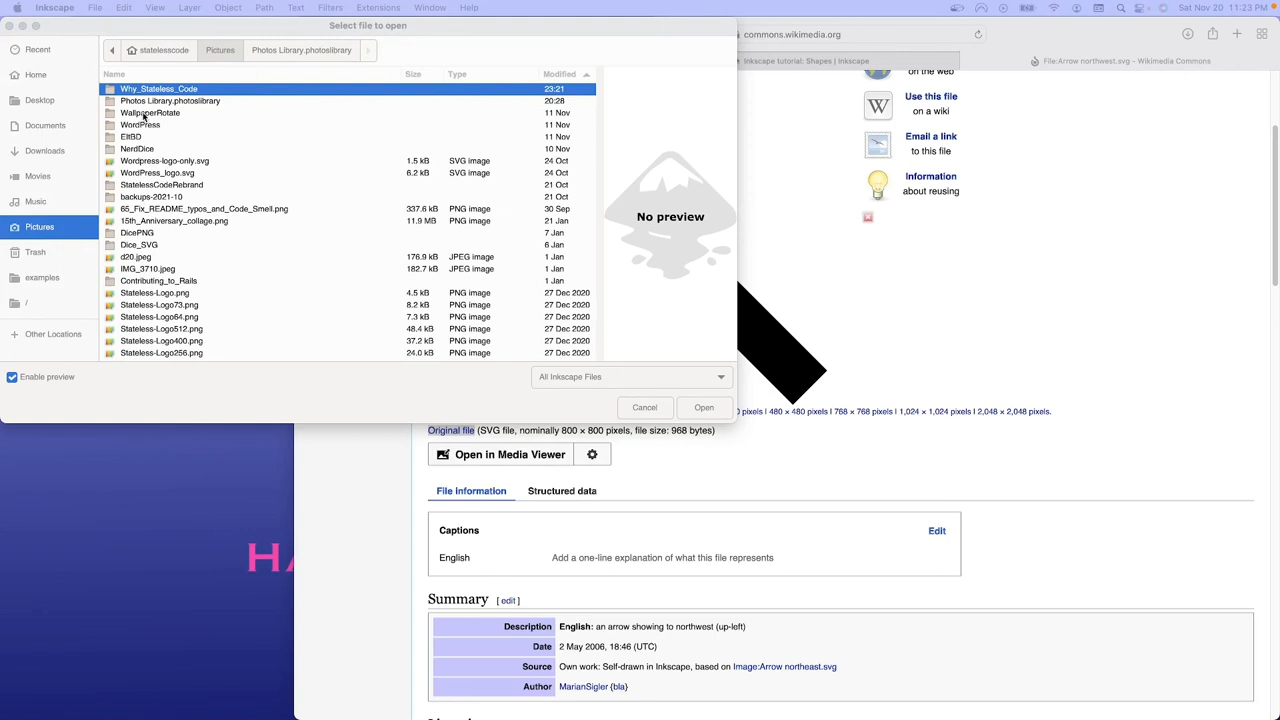 Inkscape File Edit View Layer Object Path Text Filters Extensions Window Help Sat Nov 20 11:23 PM
Select file to open
commons.wikimedia.org
Inkscape tutorial: Shapes | Inkscape
File:Arrow northwest.svg – Wikimedia Commons
Recent
Home
Desktop
Documents
Downloads
Movies
Music
Pictures
Trash
examples
/
Other Locations
statelesscode Pictures Photos Library.photoslibrary
Name Size Type Modified
Why_Stateless_Code 23:21
Photos Library.photoslibrary 20:28
WallpaperRotate 11 Nov
WordPress 11 Nov
EltBD 11 Nov
NerdDice 10 Nov
Wordpress-logo-only.svg 1.5 kB SVG image 24 Oct
WordPress_logo.svg 6.2 kB SVG image 24 Oct
StatelessCodeRebrand 21 Oct
backups-2021-10 21 Oct
65_Fix_README_typos_and_Code_Smell.png 337.6 kB PNG image 30 Sep
15th_Anniversary_collage.png 11.9 MB PNG image 21 Jan
DicePNG 7 Jan
Dice_SVG 6 Jan
d20.jpeg 176.9 kB JPEG image 1 Jan
IMG_3710.jpeg 182.7 kB JPEG image 1 Jan
Contributing_to_Rails 1 Jan
Stateless-Logo.png 4.5 kB PNG image 27 Dec 2020
Stateless-Logo73.png 8.2 kB PNG image 27 Dec 2020
Stateless-Logo64.png 7.3 kB PNG image 27 Dec 2020
Stateless-Logo512.png 48.4 kB PNG image 27 Dec 2020
Stateless-Logo400.png 37.2 kB PNG image 27 Dec 2020
Stateless-Logo256.png 24.0 kB PNG image 27 Dec 2020
No preview
Enable preview
All Inkscape Files
Cancel Open
on the web
Use this file
on a wiki
Email a link
to this file
Information
about reusing
W
pixels | 480 × 480 pixels | 768 × 768 pixels | 1,024 × 1,024 pixels | 2,048 × 2,048 pixels.
Original file (SVG file, nominally 800 × 800 pixels, file size: 968 bytes)
Open in Media Viewer
File Information Structured data
Captions Edit
English Add a one-line explanation of what this file represents
HA
Summary [ edit ]
Description English: an arrow showing to northwest (up-left)
Date 2 May 2006, 18:46 (UTC)
Source Own work: Self-drawn in Inkscape, based on Image:Arrow northeast.svg
Author MarianSigler {bla}